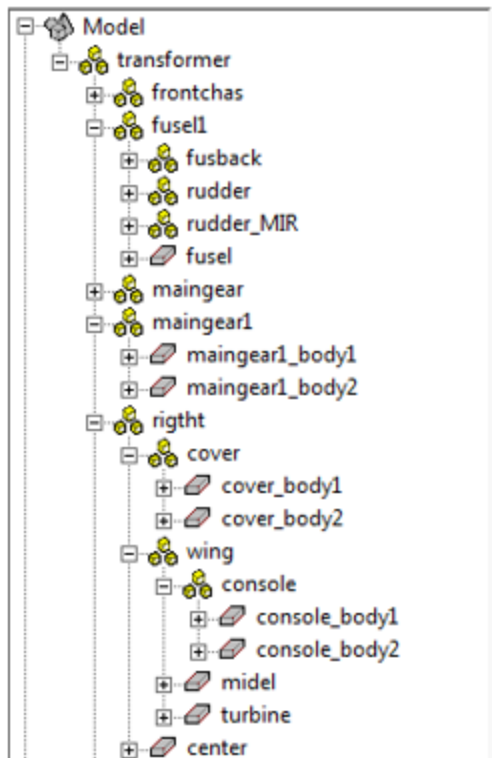 Model
transformer
frontchas
fusel1
fusback
rudder
rudder_MIR
fusel
maingear
maingear1
maingear1_body1
maingear1_body2
rigtht
cover
cover_body1
cover_body2
wing
console
console_body1
console_body2
midel
turbine
center